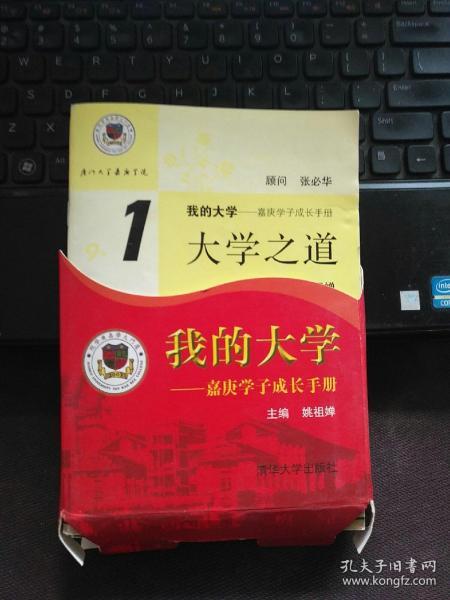 厦门大学嘉庚学院
顾问 张必华
1
我的大学——嘉庚学子成长手册
大学之道
我的大学
——嘉庚学子成长手册
主编 姚祖婵
清华大学出版社
intel
孔夫子旧书网
www.kongfz.com